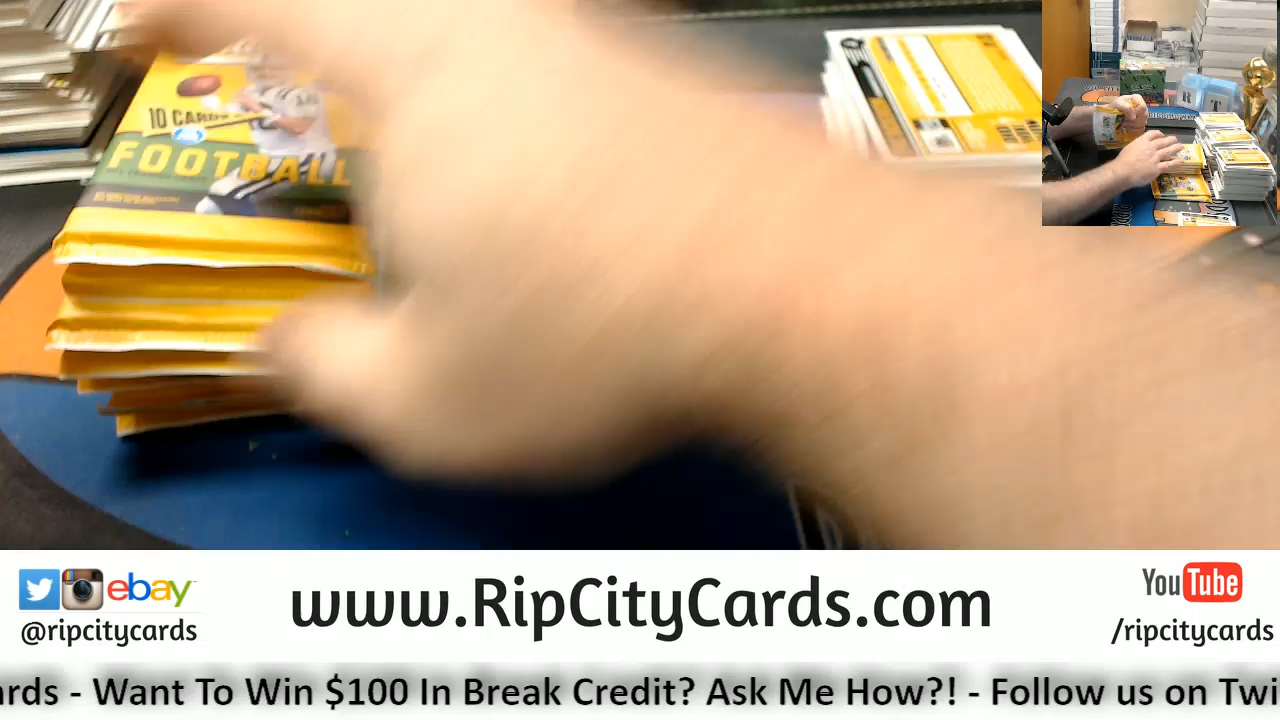 10 CARDS
FOOTBALL
R T
ebay
@ripcitycards
www.RipCityCards.com
YouTube
/ripcitycards
ards - Want To Win $100 In Break Credit? Ask Me How?! - Follow us on Twi